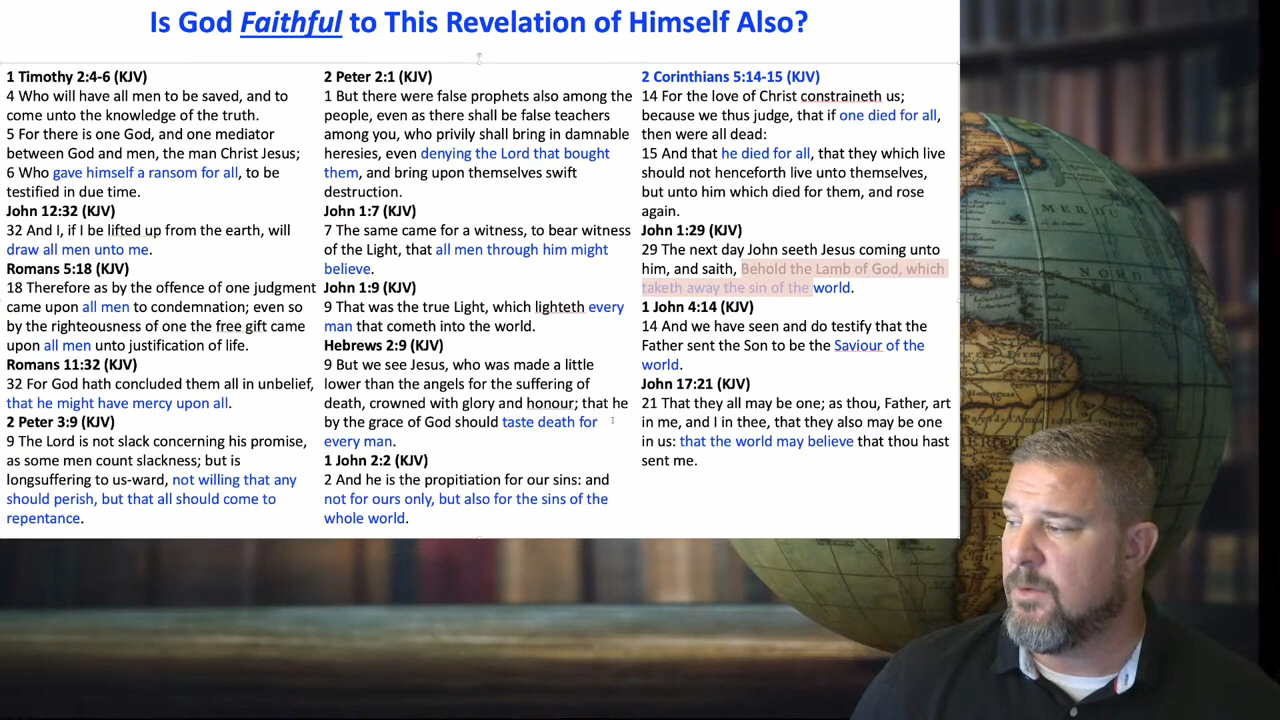 Is God Faithful to This Revelation of Himself Also?
1 Timothy 2:4-6 (KJV)
4 Who will have all men to be saved, and to
come unto the knowledge of the truth.
5 For there is one God, and one mediator
between God and men, the man Christ Jesus;
6 Who gave himself a ransom for all, to be
testified in due time.
John 12:32 (KJV)
32 And I, if I be lifted up from the earth, will
draw all men unto me.
Romans 5:18 (KJV)
18 Therefore as by the offence of one judgment
came upon all men to condemnation; even so
by the righteousness of one the free gift came
upon all men unto justification of life.
Romans 11:32 (KJV)
32 For God hath concluded them all in unbelief,
that he might have mercy upon all.
2 Peter 3:9 (KJV)
9 The Lord is not slack concerning his promise,
as some men count slackness; but is
longsuffering to us-ward, not willing that any
should perish, but that all should come to
repentance.
2 Peter 2:1 (KJV)
1 But there were false prophets also among the
people, even as there shall be false teachers
among you, who privily shall bring in damnable
heresies, even denying the Lord that bought
them, and bring upon themselves swift
destruction.
John 1:7 (KJV)
7 The same came for a witness, to bear witness
of the Light, that all men through him might
believe.
John 1:9 (KJV)
9 That was the true Light, which lighteth every
man that cometh into the world.
Hebrews 2:9 (KJV)
9 But we see Jesus, who was made a little
lower than the angels for the suffering of
death, crowned with glory and honour; that he
by the grace of God should taste death for
every man.
1 John 2:2 (KJV)
2 And he is the propitiation for our sins: and
not for ours only, but also for the sins of the
whole world.
2 Corinthians 5:14-15 (KJV)
14 For the love of Christ constraineth us;
because we thus judge, that if one died for all,
then were all dead:
15 And that he died for all, that they which live
should not henceforth live unto themselves,
but unto him which died for them, and rose
again.
John 1:29 (KJV)
29 The next day John seeth Jesus coming unto
him, and saith, Behold the Lamb of God, which
taketh away the sin of the world.
1 John 4:14 (KJV)
14 And we have seen and do testify that the
Father sent the Son to be the Saviour of the
world.
John 17:21 (KJV)
21 That they all may be one; as thou, Father, art
in me, and I in thee, that they also may be one
in us: that the world may believe that thou hast
sent me.
MERDU
NORD